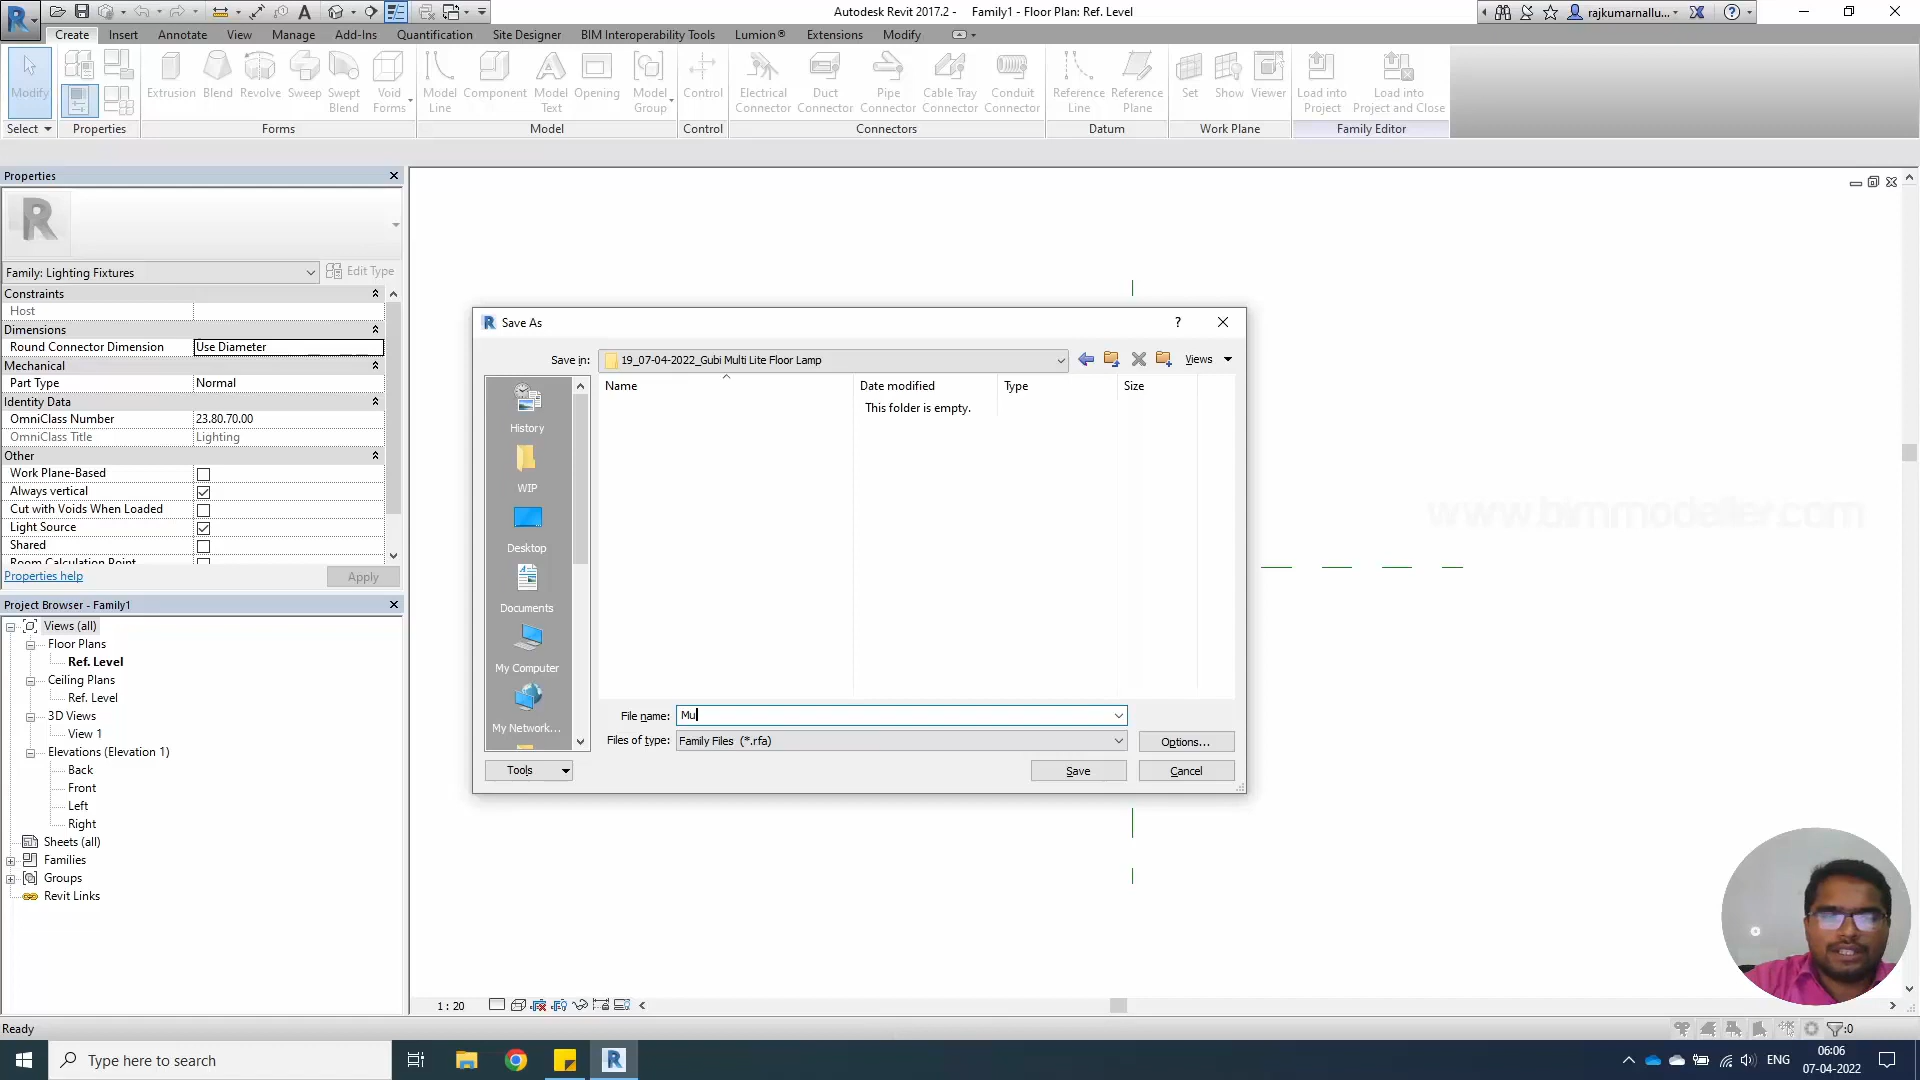 Autodesk Revit 2017.2 - Family1 - Floor Plan: Ref. Level
rajkumarnallu...
Create Insert Annotate View Manage Add-Ins Quantification Site Designer BIM Interoperability Tools Lumion® Extensions Modify
Modify
Extrusion Blend Revolve Sweep Swept Blend Void Forms
Model Line Component Model Text Opening Model Group
Control
Electrical Connector Duct Connector Pipe Connector Cable Tray Connector Conduit Connector
Reference Line Reference Plane
Set Show Viewer
Load into Project Load into Project and Close
Select Properties Forms Model Control Connectors Datum Work Plane Family Editor
Properties
Family: Lighting Fixtures Edit Type
Constraints
Host
Dimensions
Round Connector Dimension Use Diameter
Mechanical
Part Type Normal
Identity Data
OmniClass Number 23.80.70.00
OmniClass Title Lighting
Other
Work Plane-Based
Always vertical
Cut with Voids When Loaded
Light Source
Shared
Room Calculation Point
Properties help Apply
Project Browser - Family1
Views (all)
Floor Plans
Ref. Level
Ceiling Plans
Ref. Level
3D Views
View 1
Elevations (Elevation 1)
Back
Front
Left
Right
Sheets (all)
Families
Groups
Revit Links
Save As
Save in: 19_07-04-2022_Gubi Multi Lite Floor Lamp Views
Name Date modified Type Size
This folder is empty.
History
WIP
Desktop
Documents
My Computer
My Network...
File name: Mu
Files of type: Family Files (*.rfa) Options...
Tools Save Cancel
www.bimmodeller.com
1 : 20
Ready
:0
Type here to search
ENG
06:06
07-04-2022